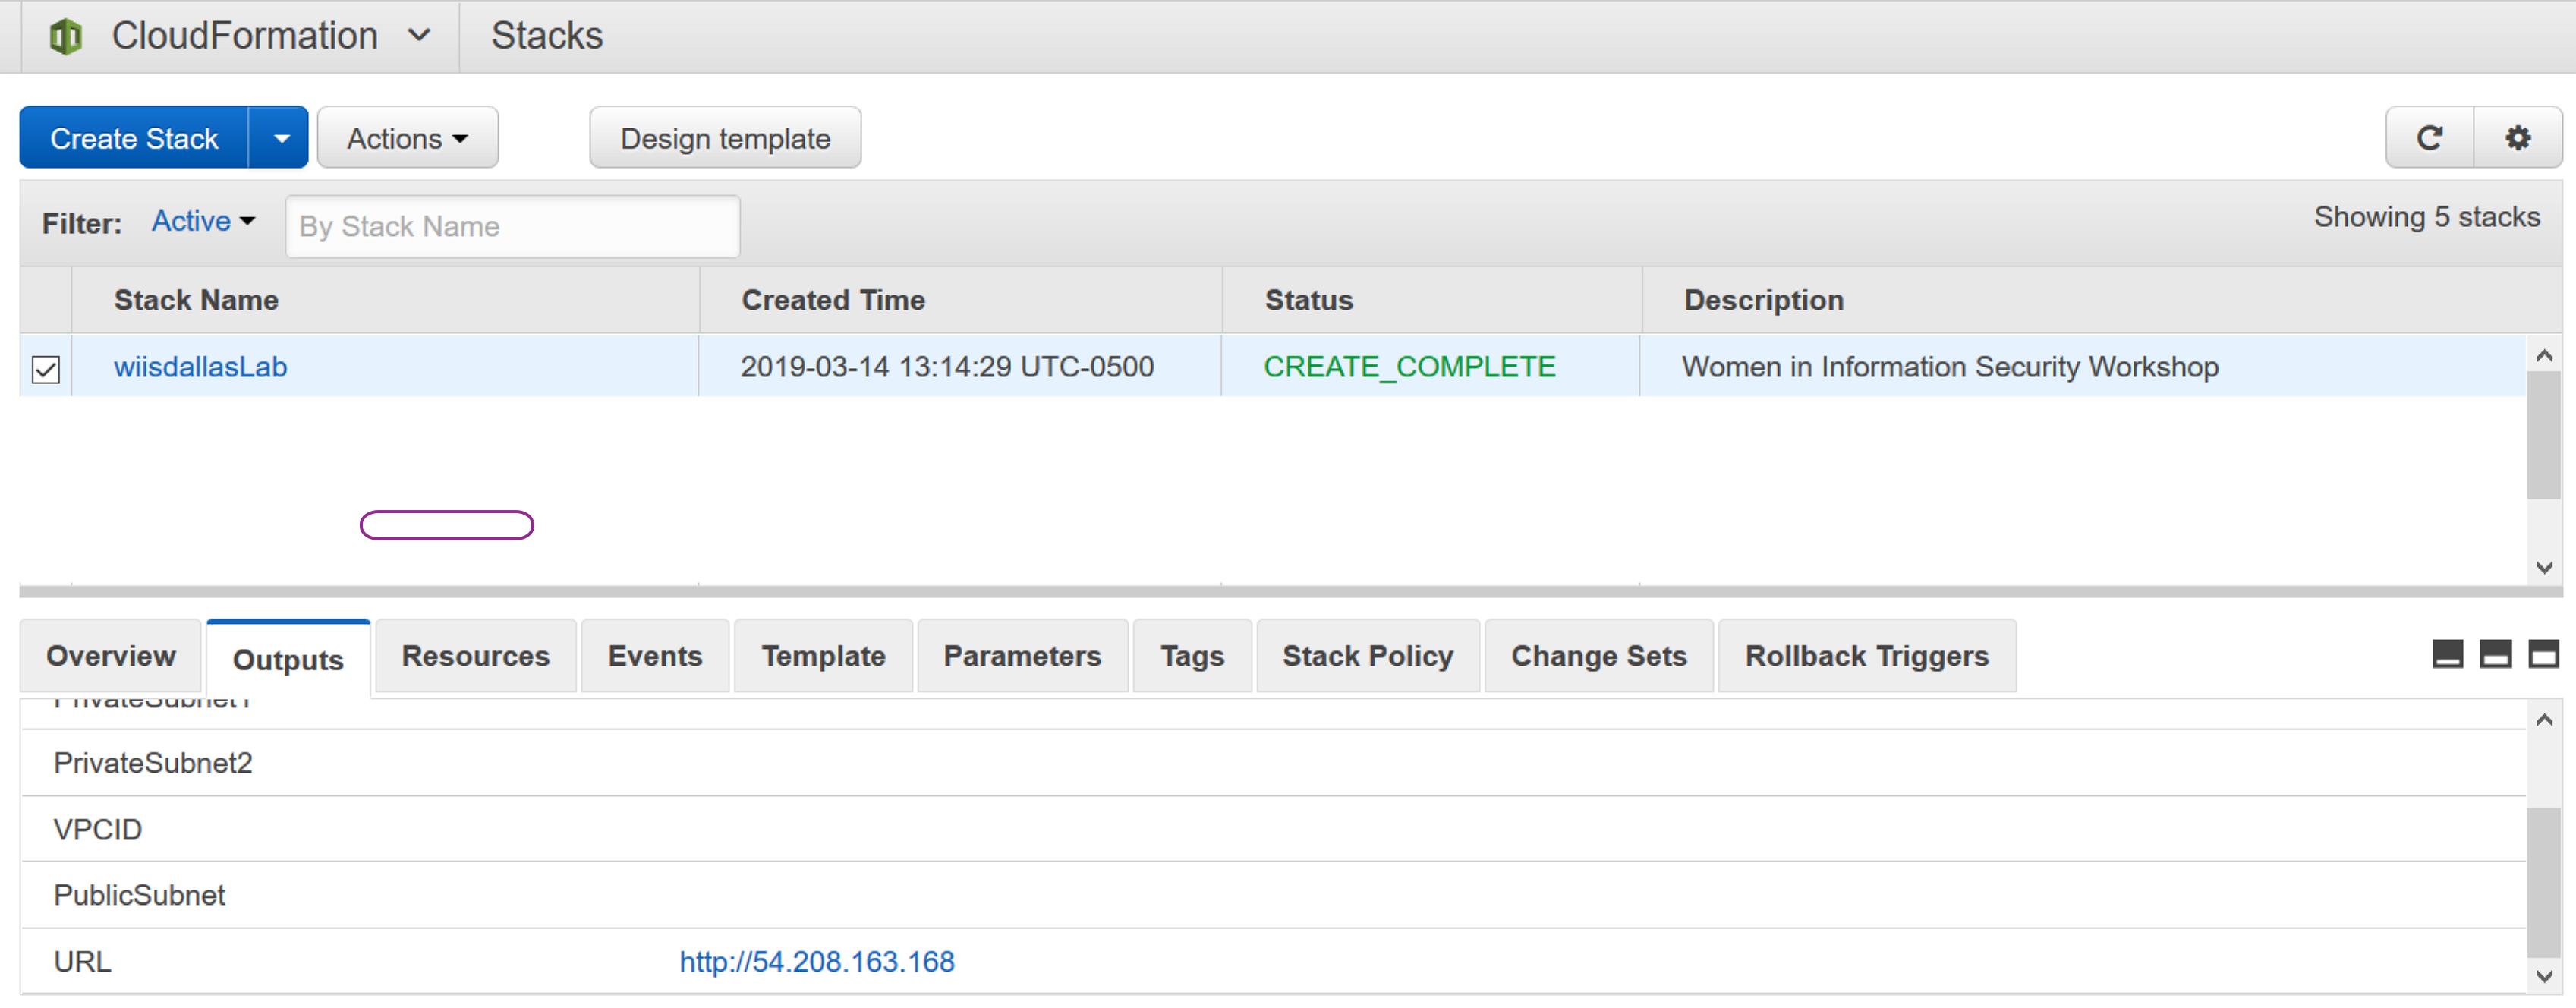 CloudFormation Stacks
Create Stack Actions Design template
Filter: Active By Stack Name Showing 5 stacks
Stack Name Created Time Status Description
wiisdallasLab 2019-03-14 13:14:29 UTC-0500 CREATE_COMPLETE Women in Information Security Workshop
Overview Outputs Resources Events Template Parameters Tags Stack Policy Change Sets Rollback Triggers
PrivateSubnet1
PrivateSubnet2
VPCID
PublicSubnet
URL http://54.208.163.168